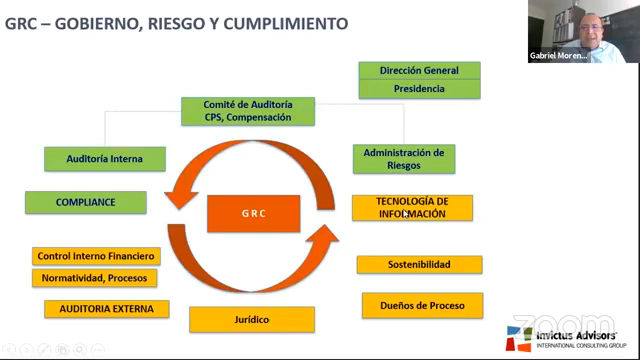 GRC – GOBIERNO, RIESGO Y CUMPLIMIENTO
Gabriel Moren...
Dirección General
Presidencia
Comité de Auditoría
CPS, Compensación
Auditoría Interna
Administración de
Riesgos
COMPLIANCE
TECNOLOGÍA DE
INFORMACIÓN
G R C
Control Interno Financiero
Normatividad, Procesos
Sostenibilidad
AUDITORIA EXTERNA
Jurídico
Dueños de Proceso
zoom
Invictus Advisors
INTERNATIONAL CONSULTING GROUP